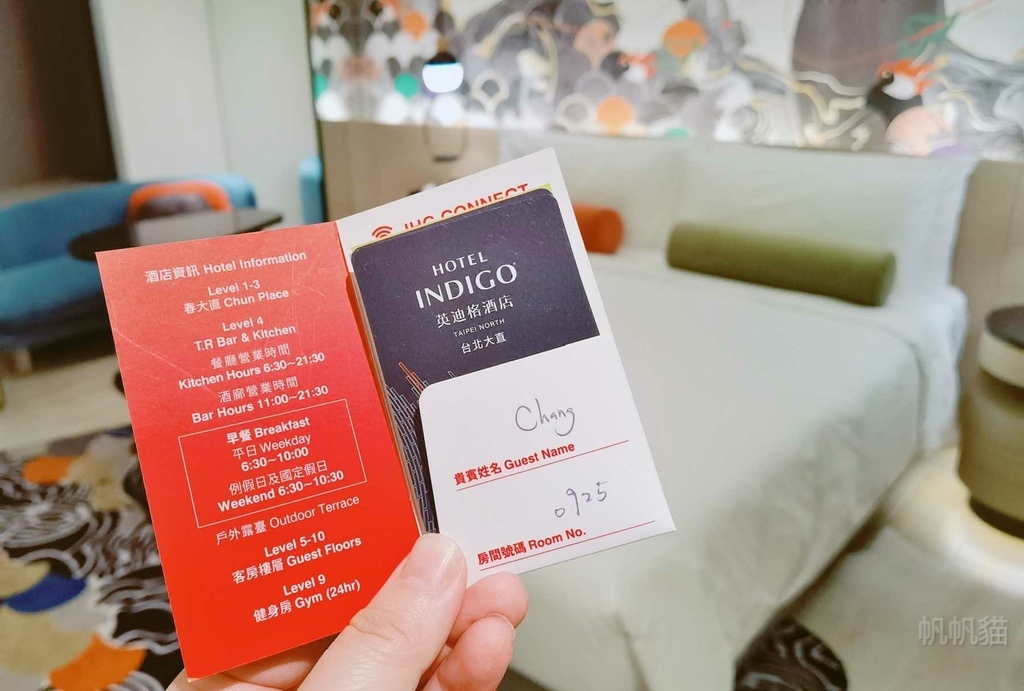 酒店資訊 Hotel Information
Level 1-3
春大直 Chun Place
Level 4
T.R Bar & Kitchen
餐廳營業時間
Kitchen Hours 6:30~21:30
酒廊營業時間
Bar Hours 11:00~21:30
早餐 Breakfast
平日 Weekday
6:30~10:00
例假日及國定假日
Weekend 6:30~10:30
戶外露臺 Outdoor Terrace
Level 5-10
客房樓層 Guest Floors
Level 9
健身房 Gym (24hr)
IHG CONNECT
HOTEL
INDIGO
英迪格酒店
TAIPEI NORTH
台北大直
Chang
貴賓姓名 Guest Name
0925
房間號碼 Room No.
帆帆貓